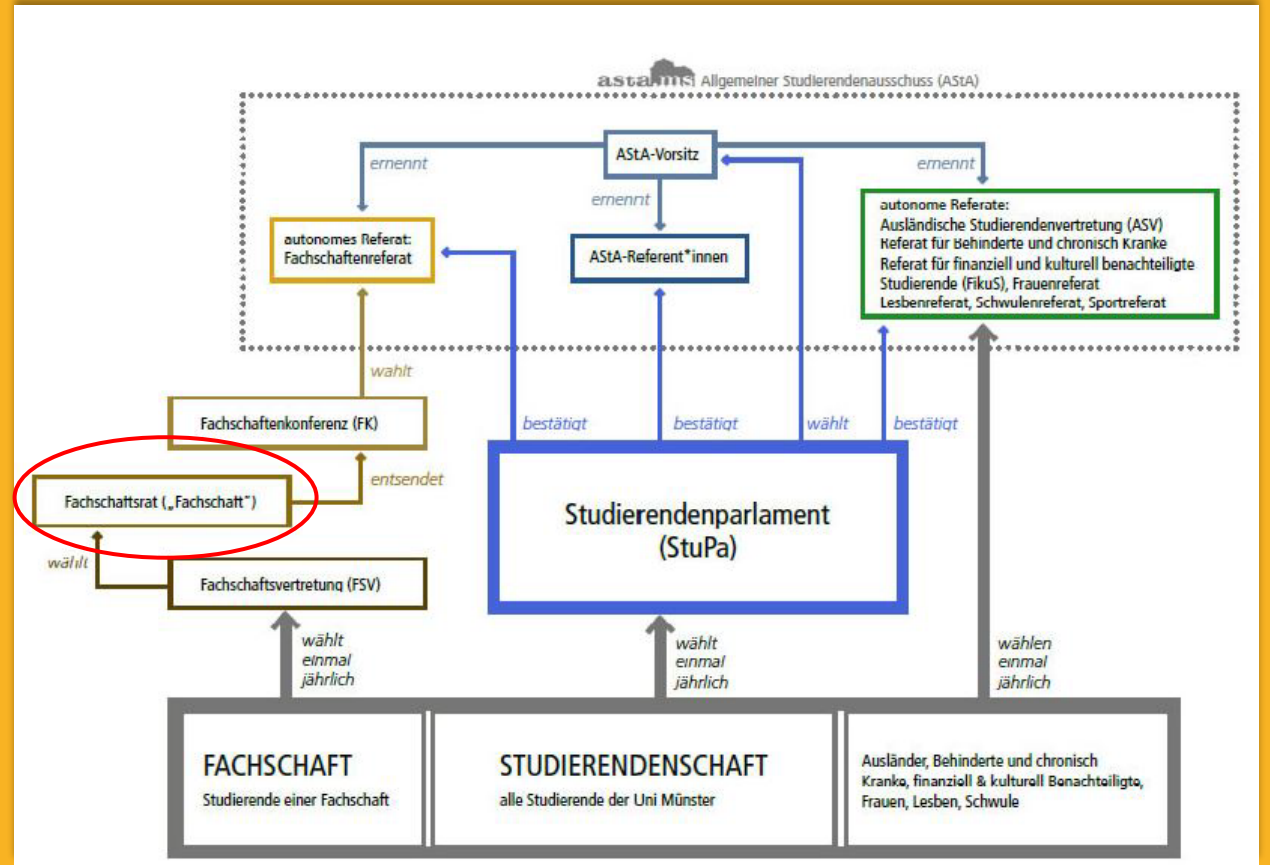 asta.ms Allgemeiner Studierendenausschuss (AStA)
AStA-Vorsitz
ernennt
ernennt
ernennt
autonomes Referat:
Fachschaftenreferat
AStA-Referent*innen
autonome Referate:
Ausländische Studierendenvertretung (ASV)
Referat für Behinderte und chronisch Kranke
Referat für finanziell und kulturell benachteiligte
Studierende (FikuS), Frauenreferat
Lesbenreferat, Schwulenreferat, Sportreferat
wahlt
Fachschaftenkonferenz (FK)
bestätigt
bestätigt
wählt
bestätigt
entsendet
Fachschaftsrat („Fachschaft")
Studierendenparlament
(StuPa)
wählt
Fachschaftsvertretung (FSV)
wählt
einmal
jährlich
wählt
einmal
jährlich
wählen
einmal
jährlich
FACHSCHAFT
Studierende einer Fachschaft
STUDIERENDENSCHAFT
alle Studierende der Uni Münster
Ausländer, Behinderte und chronisch
Kranke, finanziell & kulturell Benachteiligte,
Frauen, Lesben, Schwule